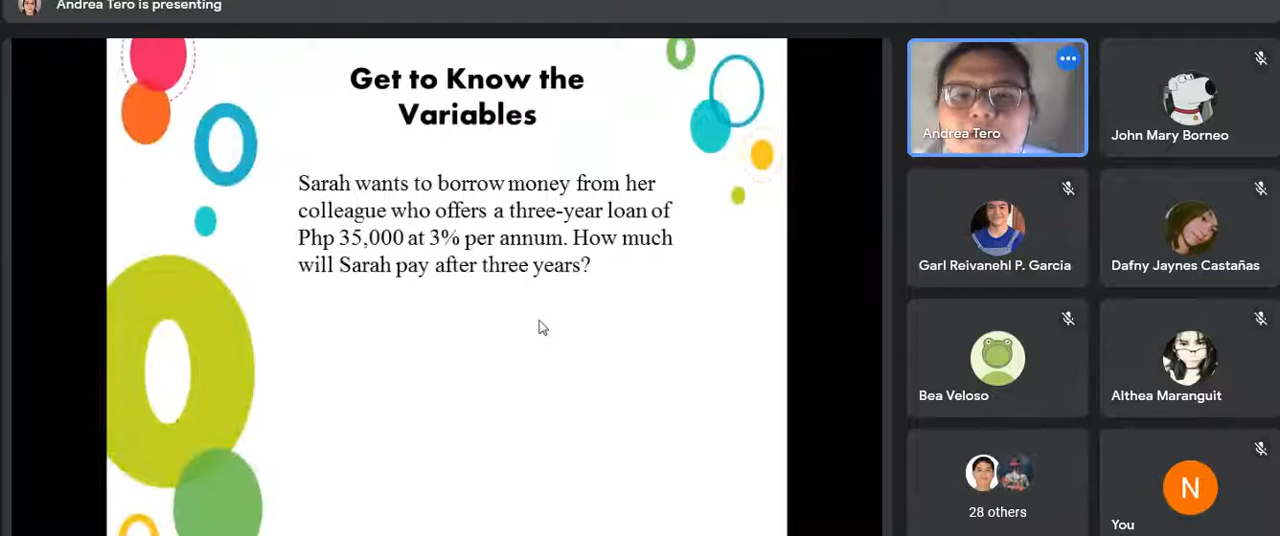 Andrea Tero is presenting
Get to Know the
Variables
Sarah wants to borrow money from her
colleague who offers a three-year loan of
Php 35,000 at 3% per annum. How much
will Sarah pay after three years?
Andrea Tero
John Mary Borneo
Garl Reivanehl P. Garcia
Dafny Jaynes Castañas
Bea Veloso
Althea Maranguit
28 others
N
You